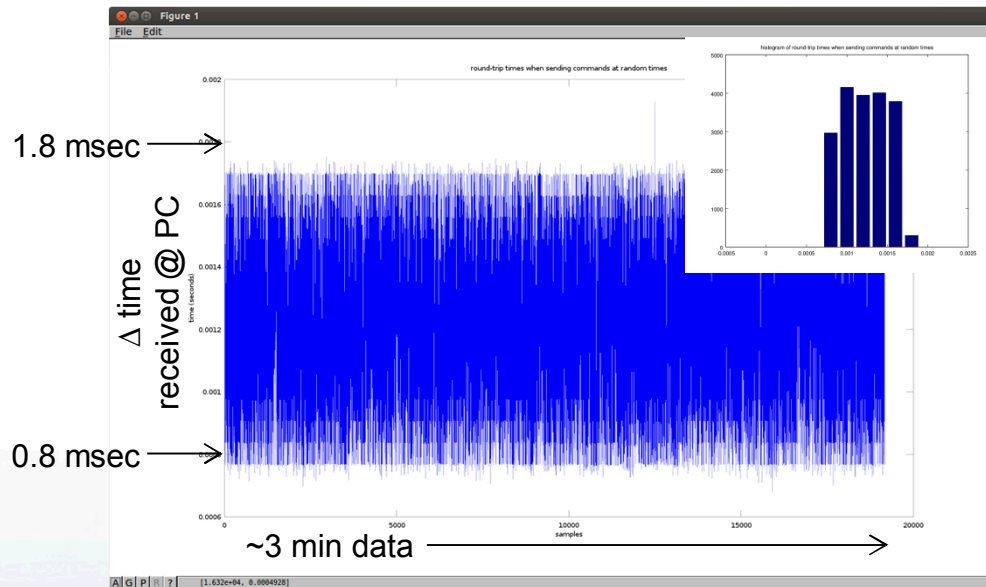 Figure 1
File Edit
round-trip times when sending commands at random times
0.002
0.0018
0.0016
0.0014
0.0012
0.001
0.0008
0.0006
time (seconds)
0
5000
10000
15000
20000
samples
histogram of round-trip times when sending commands at random times
5000
4000
3000
2000
1000
0
-0.0005
0
0.0005
0.001
0.0015
0.002
0.0025
1.8 msec
Δ time
received @ PC
0.8 msec
~3 min data
A G P R ? [1.632e+04, 0.0004928]